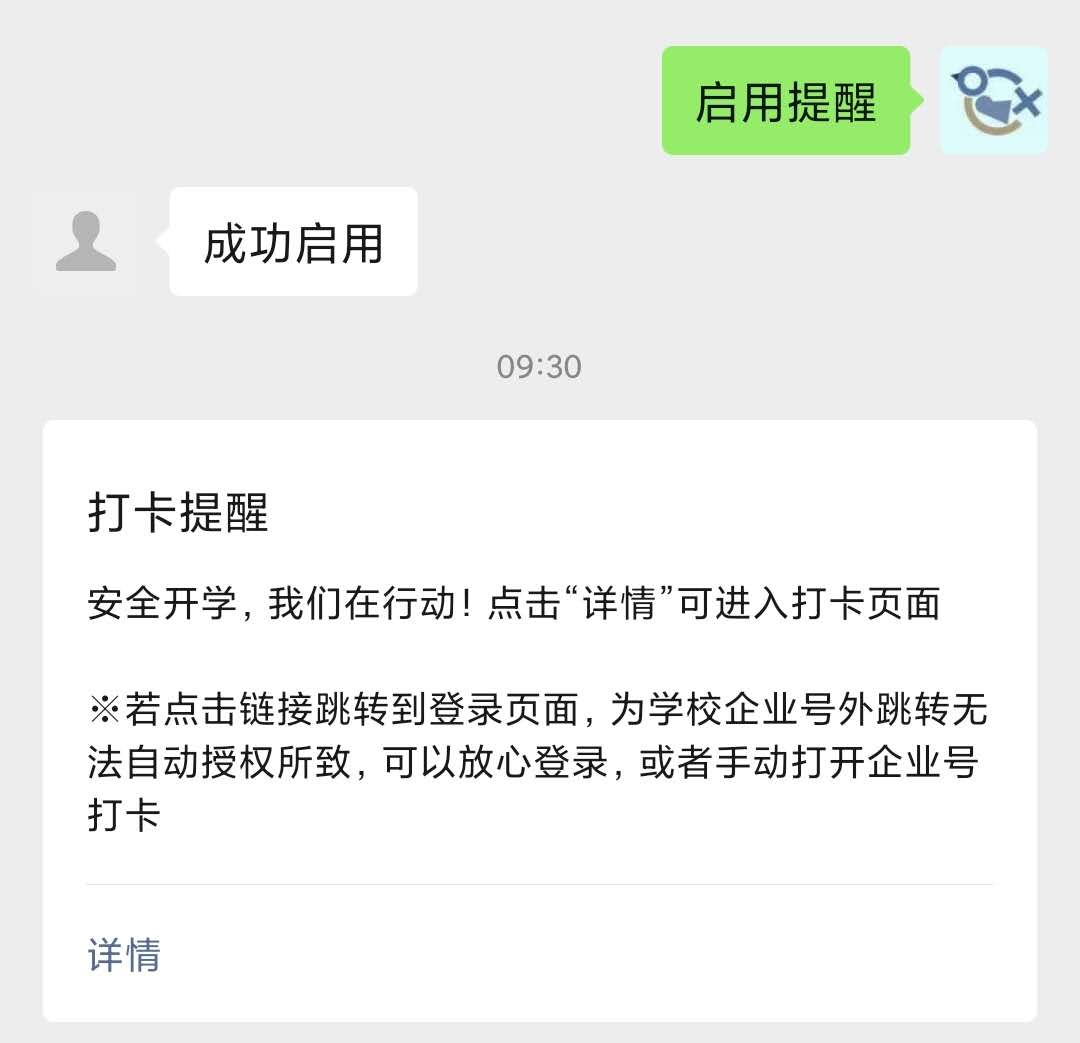 启用提醒
成功启用
09:30
打卡提醒
安全开学，我们在行动！点击“详情”可进入打卡页面
※若点击链接跳转到登录页面，为学校企业号外跳转无
法自动授权所致，可以放心登录，或者手动打开企业号
打卡
详情